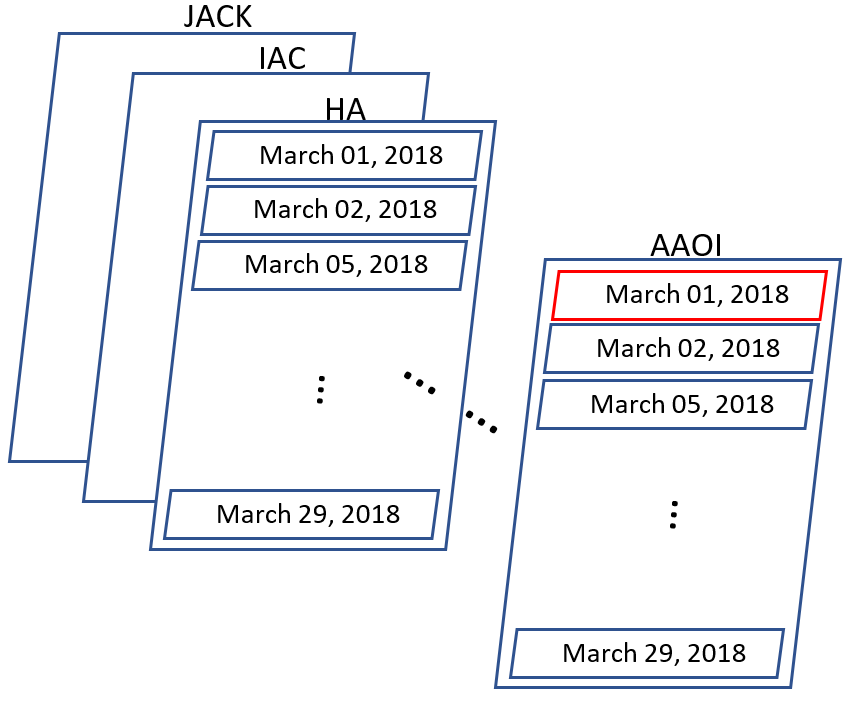 JACK
IAC
HA
March 01, 2018
March 02, 2018
March 05, 2018
March 29, 2018
AAOI
March 01, 2018
March 02, 2018
March 05, 2018
March 29, 2018